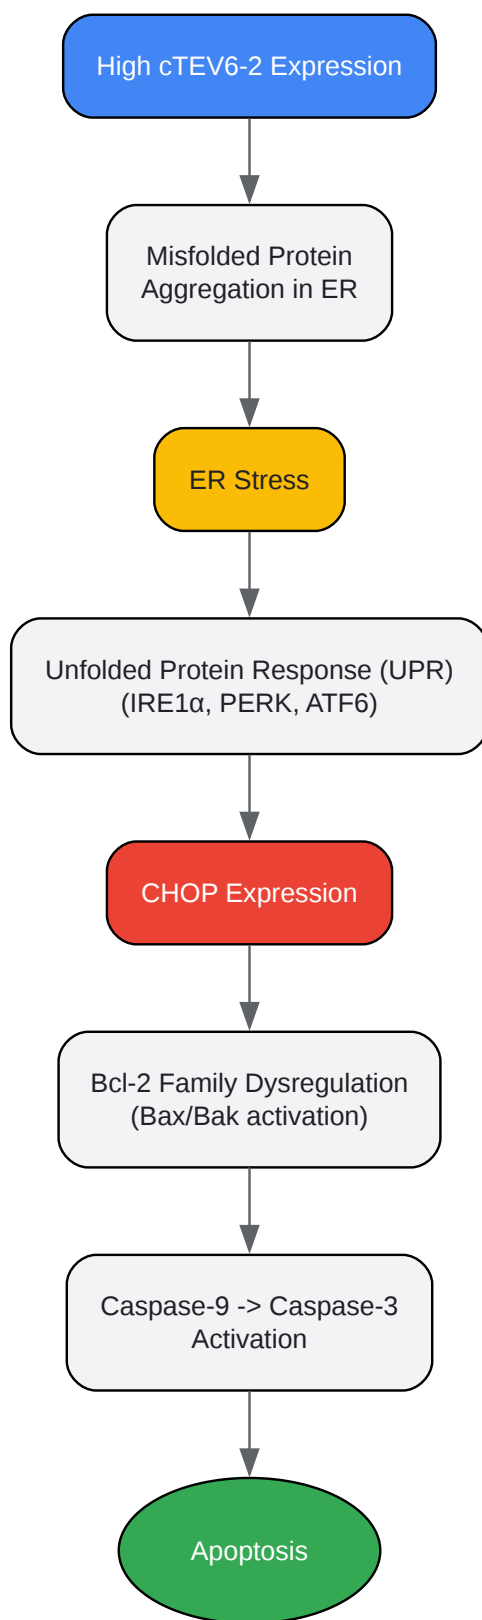 High cTEV6-2 Expression
Misfolded Protein
Aggregation in ER
ER Stress
Unfolded Protein Response (UPR)
(IRE1α, PERK, ATF6)
CHOP Expression
Bcl-2 Family Dysregulation
(Bax/Bak activation)
Caspase-9 -> Caspase-3
Activation
Apoptosis